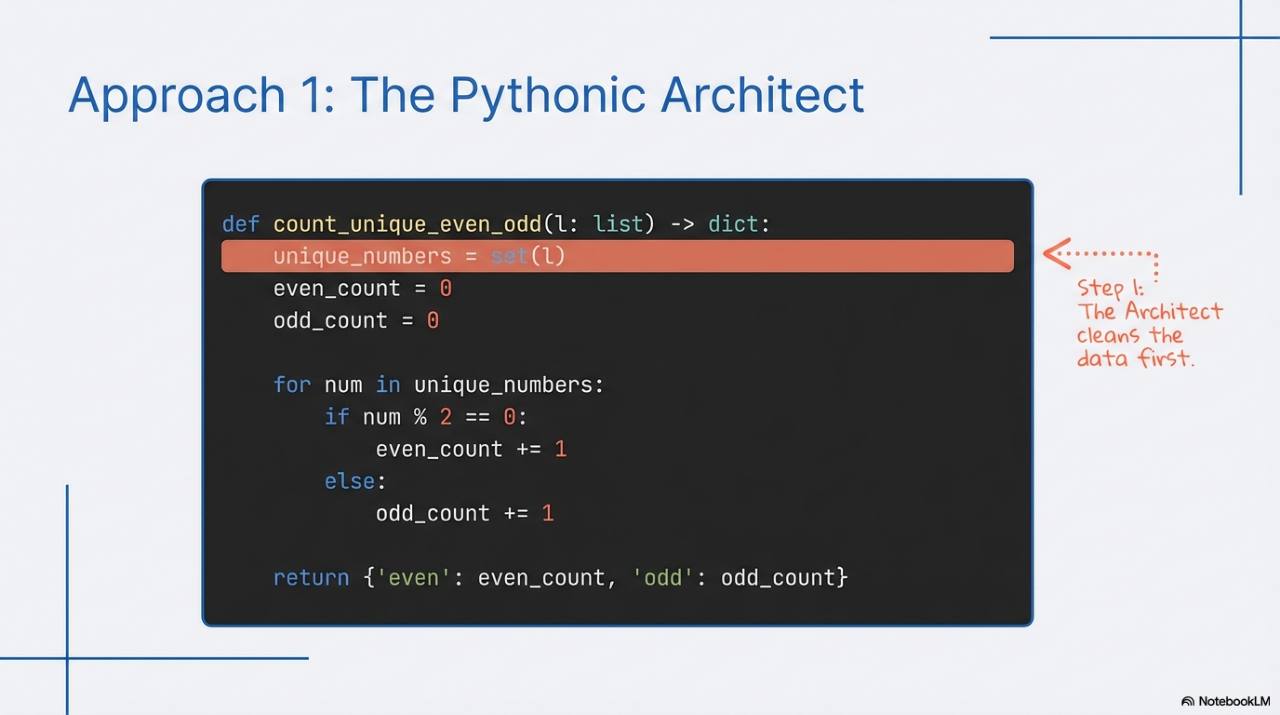 Approach 1: The Pythonic Architect
def count_unique_even_odd(l: list) -> dict:
    unique_numbers = set(l)
    even_count = 0
    odd_count = 0
    for num in unique_numbers:
        if num % 2 == 0:
            even_count += 1
        else:
            odd_count += 1
    return {'even': even_count, 'odd': odd_count}
Step 1:
The Architect
cleans the
data first.
NotebookLM